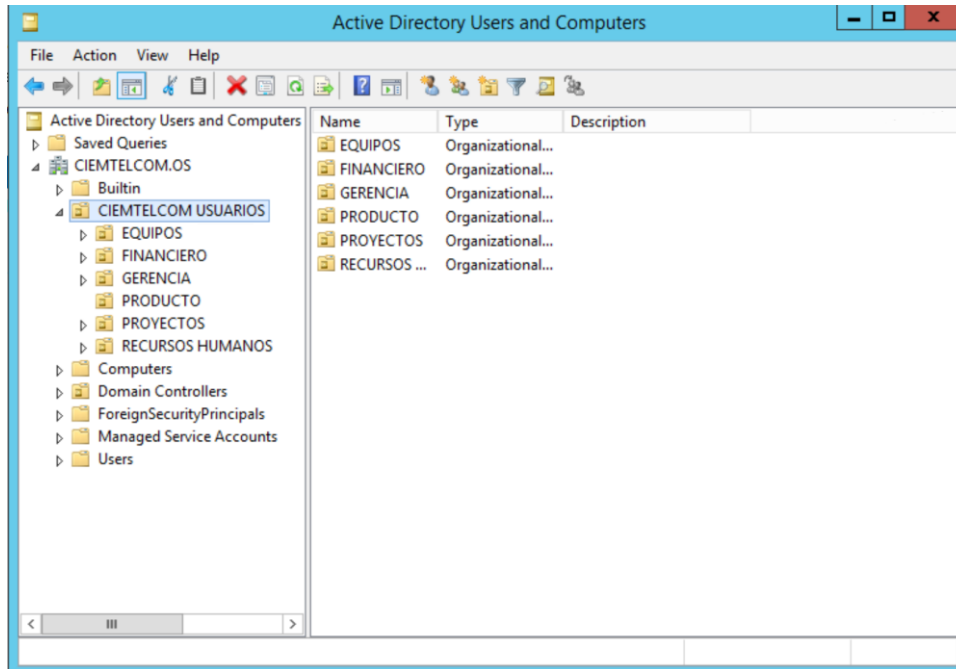 Active Directory Users and Computers
File Action View Help
Active Directory Users and Computers
Saved Queries
CIEMTELCOM.OS
Builtin
CIEMTELCOM USUARIOS
EQUIPOS
FINANCIERO
GERENCIA
PRODUCTO
PROYECTOS
RECURSOS HUMANOS
Computers
Domain Controllers
ForeignSecurityPrincipals
Managed Service Accounts
Users
Name Type Description
EQUIPOS Organizational...
FINANCIERO Organizational...
GERENCIA Organizational...
PRODUCTO Organizational...
PROYECTOS Organizational...
RECURSOS ... Organizational...